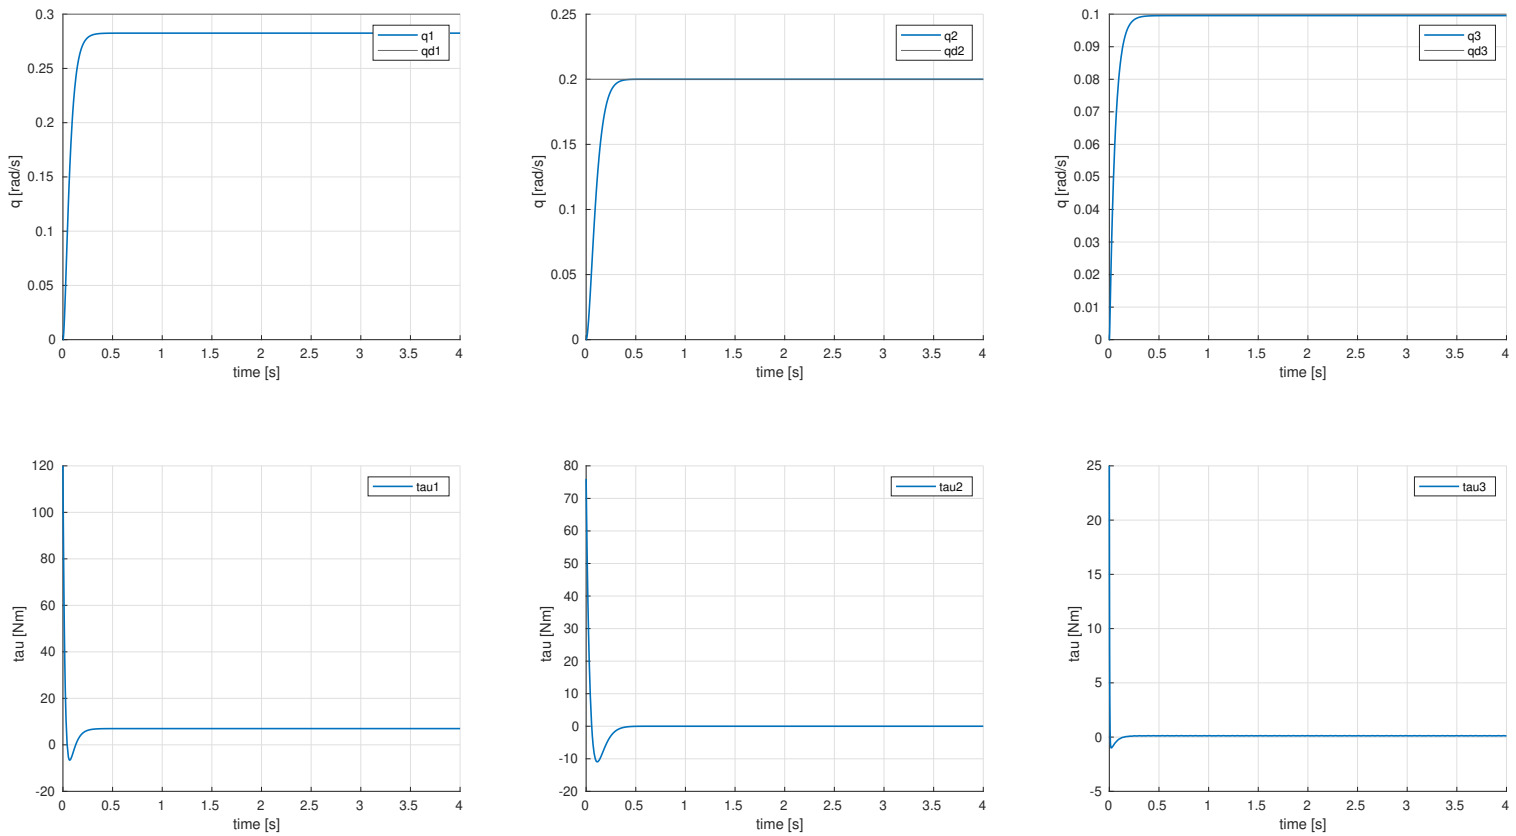 0.3
0.25
0.2
0.15
0.1
0.05
0
q [rad/s]
0 0.5 1 1.5 2 2.5 3 3.5 4
time [s]
q1
qd1
0.25
0.2
0.15
0.1
0.05
0
q [rad/s]
0 0.5 1 1.5 2 2.5 3 3.5 4
time [s]
q2
qd2
0.1
0.09
0.08
0.07
0.06
0.05
0.04
0.03
0.02
0.01
0
q [rad/s]
0 0.5 1 1.5 2 2.5 3 3.5 4
time [s]
q3
qd3
120
100
80
60
40
20
0
-20
tau [Nm]
0 0.5 1 1.5 2 2.5 3 3.5 4
time [s]
tau1
80
70
60
50
40
30
20
10
0
-10
-20
tau [Nm]
0 0.5 1 1.5 2 2.5 3 3.5 4
time [s]
tau2
25
20
15
10
5
0
-5
tau [Nm]
0 0.5 1 1.5 2 2.5 3 3.5 4
time [s]
tau3